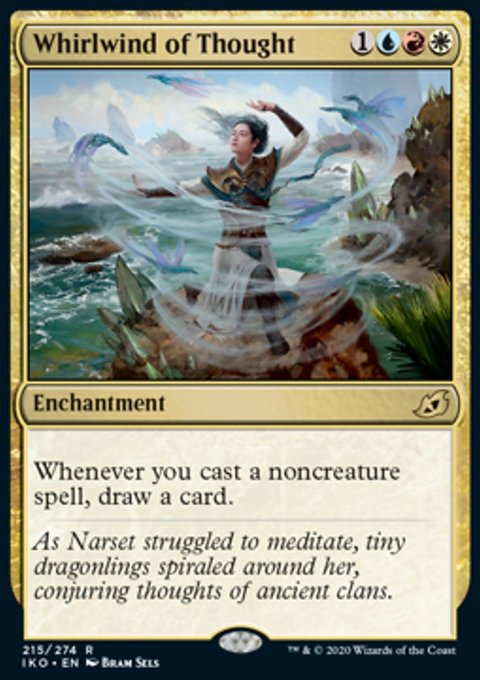 Whirlwind of Thought 1
Enchantment
Whenever you cast a noncreature
spell, draw a card.
As Narset struggled to meditate, tiny
dragonlings spiraled around her,
conjuring thoughts of ancient clans.
215/274 R
IKO • EN Bram Sels
™ & © 2020 Wizards of the Coast